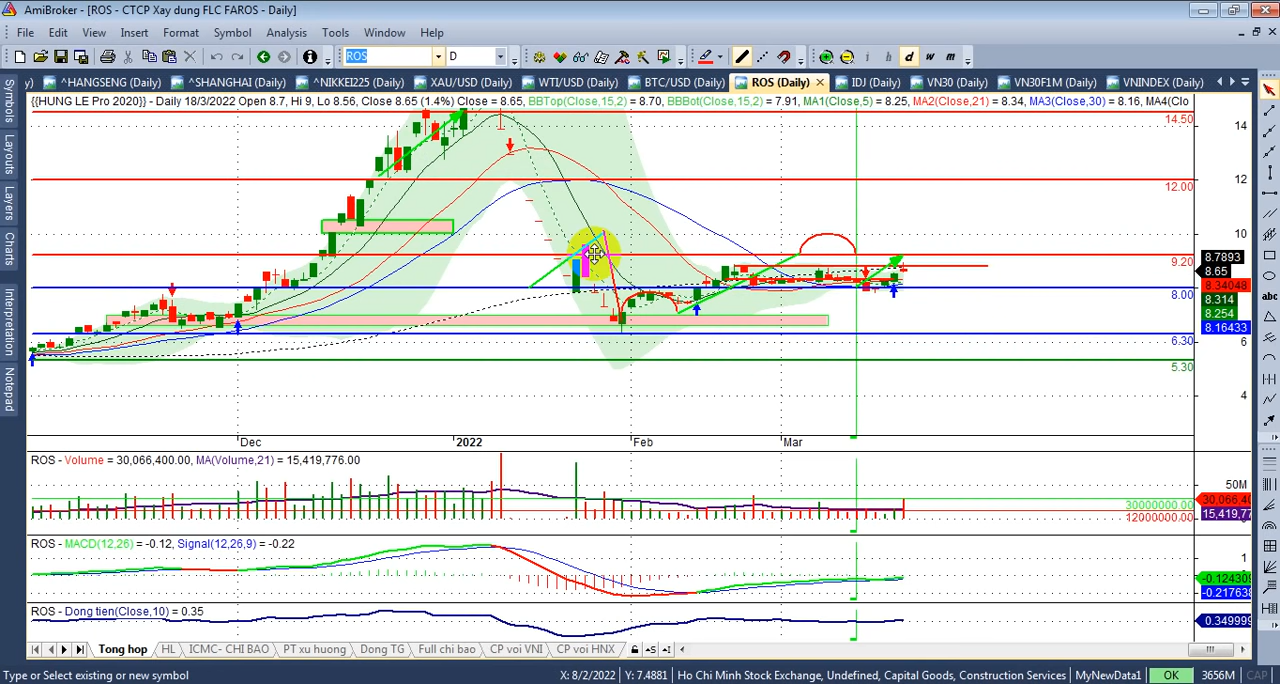 AmiBroker - [ROS - CTCP Xay dung FLC FAROS - Daily]
File Edit View Insert Format Symbol Analysis Tools Window Help
ROS D i h d w m
y) ^HANGSENG (Daily) ^SHANGHAI (Daily) ^NIKKEI225 (Daily) XAU/USD (Daily) WTI/USD (Daily) BTC/USD (Daily) ROS (Daily) IDJ (Daily) VN30 (Daily) VN30F1M (Daily) VNINDEX (Daily)
{{HUNG LE Pro 2020}} - Daily 18/3/2022 Open 8.7, Hi 9, Lo 8.56, Close 8.65 (1.4%) Close = 8.65, BBTop(Close,15,2) = 8.70, BBBot(Close,15,2) = 7.91, MA1(Close,5) = 8.25, MA2(Close,21) = 8.34, MA3(Close,30) = 8.16, MA4(Clo
Symbols
Layouts
Layers
Charts
Interpretation
Notepad
14.50
14
12.00
12
10
9.20
8.7893
8.65
8.34048
8.00
8.314
8.254
8.16433
6.30
6
5.30
4
Dec 2022 Feb Mar
ROS - Volume = 30,066,400.00, MA(Volume,21) = 15,419,776.00
50M
30,066,40
30000000.00
15,419,77
12000000.00
ROS - MACD(12,26) = -0.12, Signal(12,26,9) = -0.22
1
-0.124309
-0.217638
ROS - Dong tien(Close,10) = 0.35
0.349999
Tong hop HL ICMC- CHI BAO PT xu huong Dong TG Full chi bao CP voi VNI CP voi HNX
Type or Select existing or new symbol X: 8/2/2022 Y: 7.4881 Ho Chi Minh Stock Exchange, Undefined, Capital Goods, Construction Services MyNewData1 OK 3656M CAP
abc